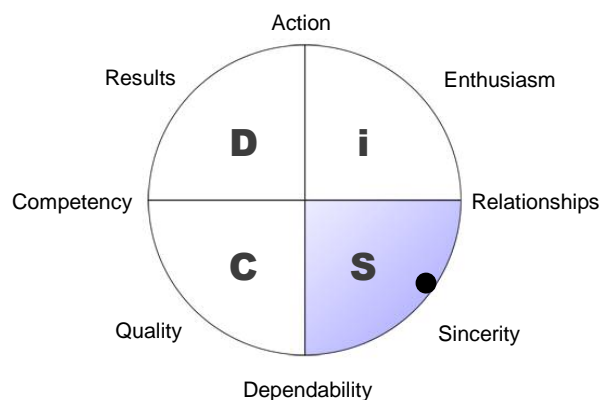 Action
Results
Enthusiasm
D
i
Competency
Relationships
C
S
Quality
Sincerity
Dependability